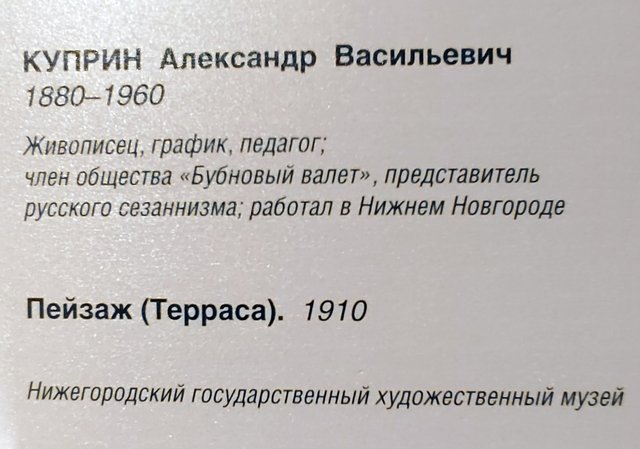 КУПРИН Александр Васильевич
1880–1960
Живописец, график, педагог;
член общества «Бубновый валет», представитель
русского сезаннизма; работал в Нижнем Новгороде
Пейзаж (Терраса). 1910
Нижегородский государственный художественный музей